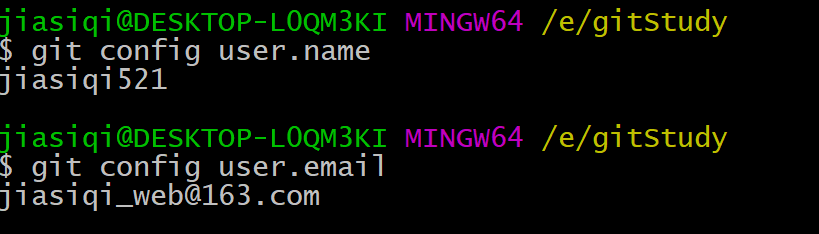 jiasiqi@DESKTOP-L0QM3KI MINGW64 /e/gitStudy
$ git config user.name
jiasiqi521
jiasiqi@DESKTOP-L0QM3KI MINGW64 /e/gitStudy
$ git config user.email
jiasiqi_web@163.com